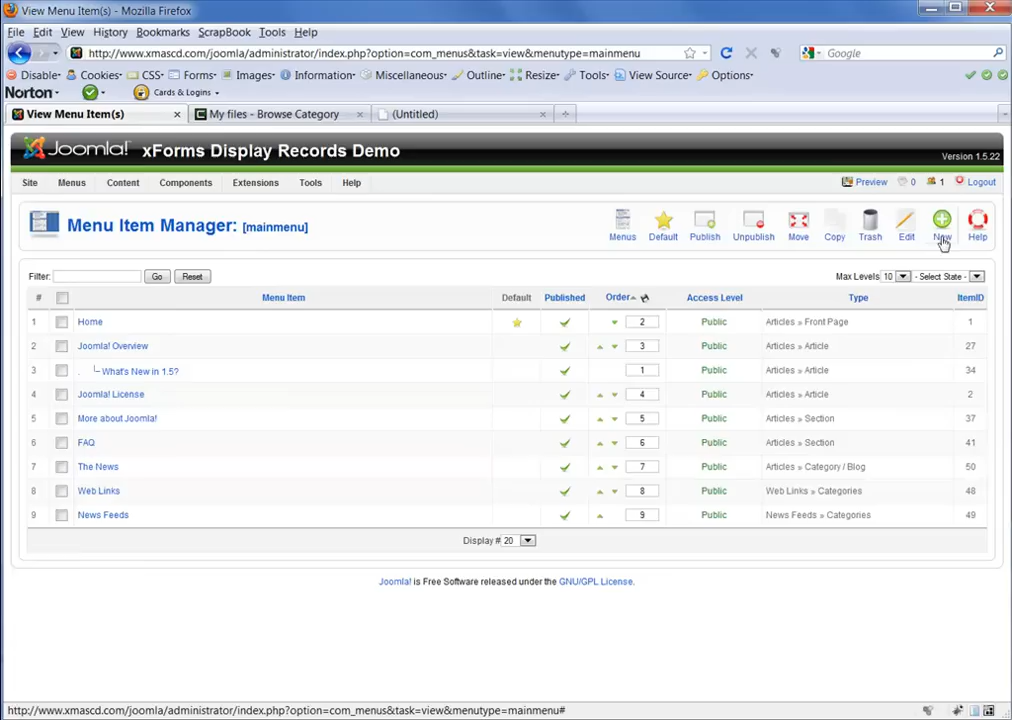 View Menu Item(s) - Mozilla Firefox
File Edit View History Bookmarks ScrapBook Tools Help
http://www.xmascd.com/joomla/administrator/index.php?option=com_menus&task=view&menutype=mainmenu Google
Disable Cookies CSS Forms Images Information Miscellaneous Outline Resize Tools View Source Options
Norton Cards & Logins
View Menu Item(s) My files - Browse Category (Untitled)
Joomla! xForms Display Records Demo Version 1.5.22
Site Menus Content Components Extensions Tools Help Preview 0 1 Logout
Menu Item Manager: [mainmenu]
Menus Default Publish Unpublish Move Copy Trash Edit New Help
Filter: Go Reset Max Levels 10 - Select State -
# Menu Item Default Published Order Access Level Type ItemID
1 Home 2 Public Articles » Front Page 1
2 Joomla! Overview 3 Public Articles » Article 27
3 . What's New in 1.5? 1 Public Articles » Article 34
4 Joomla! License 4 Public Articles » Article 2
5 More about Joomla! 5 Public Articles » Section 37
6 FAQ 6 Public Articles » Section 41
7 The News 7 Public Articles » Category / Blog 50
8 Web Links 8 Public Web Links » Categories 48
9 News Feeds 9 Public News Feeds » Categories 49
Display # 20
Joomla! is Free Software released under the GNU/GPL License.
http://www.xmascd.com/joomla/administrator/index.php?option=com_menus&task=view&menutype=mainmenu#